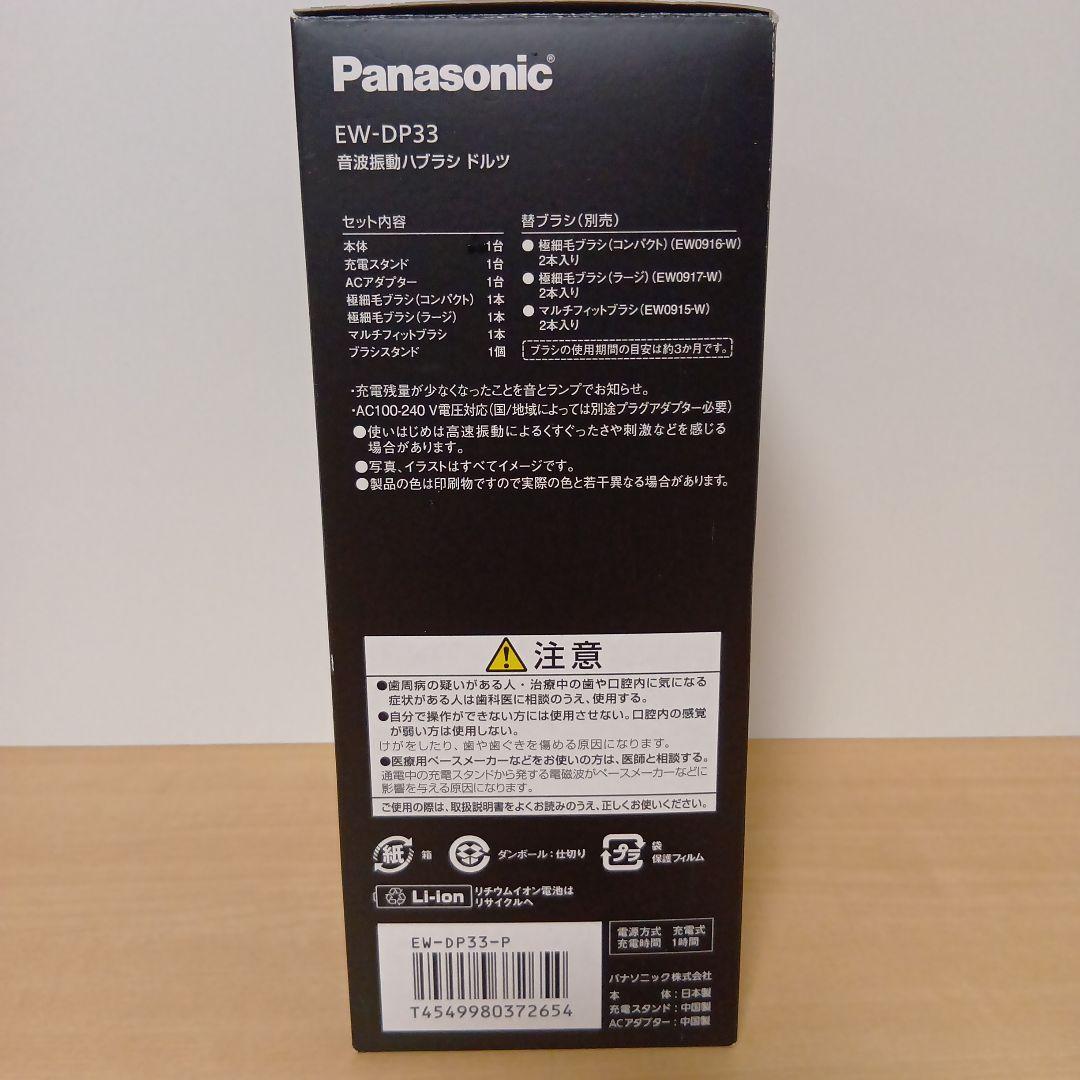 Panasonic®
EW-DP33
音波振動ハブラシ ドルツ
セット内容
本体 1台
充電スタンド 1台
ACアダプター 1台
極細毛ブラシ(コンパクト) 1本
極細毛ブラシ(ラージ) 1本
マルチフィットブラシ 1本
ブラシスタンド 1個
替ブラシ(別売)
● 極細毛ブラシ(コンパクト)(EW0916-W)
2本入り
● 極細毛ブラシ(ラージ)(EW0917-W)
2本入り
● マルチフィットブラシ(EW0915-W)
2本入り
ブラシの使用期間の目安は約3か月です。
・充電残量が少なくなったことを音とランプでお知らせ。
・AC100-240 V電圧対応(国/地域によっては別途プラグアダプター必要)
●使いはじめは高速振動によるくすぐったさや刺激などを感じる
場合があります。
●写真、イラストはすべてイメージです。
●製品の色は印刷物ですので実際の色と若干異なる場合があります。
注意
●歯周病の疑いがある人・治療中の歯や口腔内に気になる
症状がある人は歯科医に相談のうえ、使用する。
●自分で操作ができない方には使用させない。口腔内の感覚
が弱い方は使用しない。
けがをしたり、歯や歯ぐきを傷める原因になります。
●医療用ペースメーカーなどをお使いの方は、医師と相談する。
通電中の充電スタンドから発する電磁波がペースメーカーなどに
影響を与える原因になります。
ご使用の際は、取扱説明書をよくお読みのうえ、正しくお使いください。
紙 箱
ダンボール:仕切り
プラ 袋
保護フィルム
Li-ion リチウムイオン電池は
リサイクルへ
EW-DP33-P
T4549980372654
電源方式 充電式
充電時間 1時間
パナソニック株式会社
本体:日本製
充電スタンド:中国製
ACアダプター:中国製